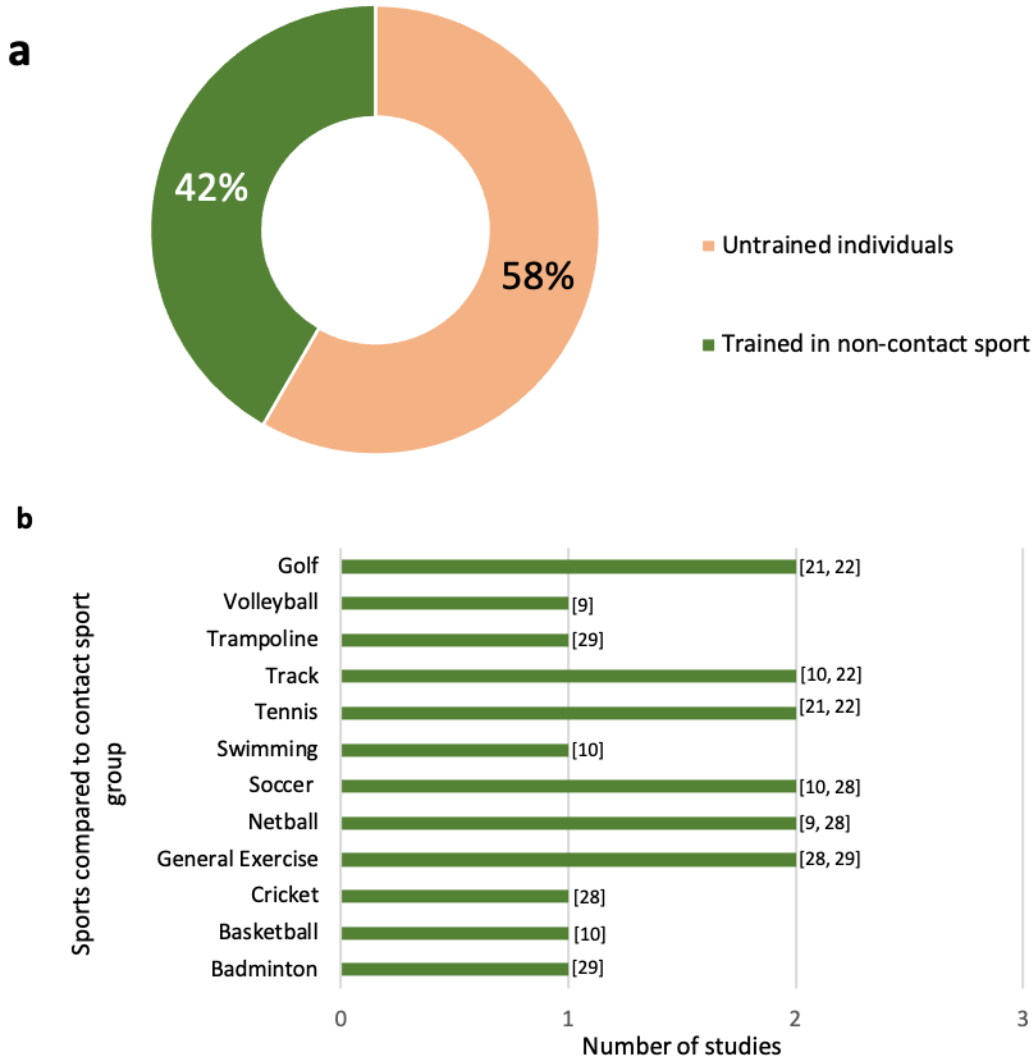 a
42%
58%
Untrained individuals
Trained in non-contact sport
b
Sports compared to contact sport
group
Golf [21, 22]
Volleyball [9]
Trampoline [29]
Track [10, 22]
Tennis [21, 22]
Swimming [10]
Soccer [10, 28]
Netball [9, 28]
General Exercise [28, 29]
Cricket [28]
Basketball [10]
Badminton [29]
0 1 2 3
Number of studies